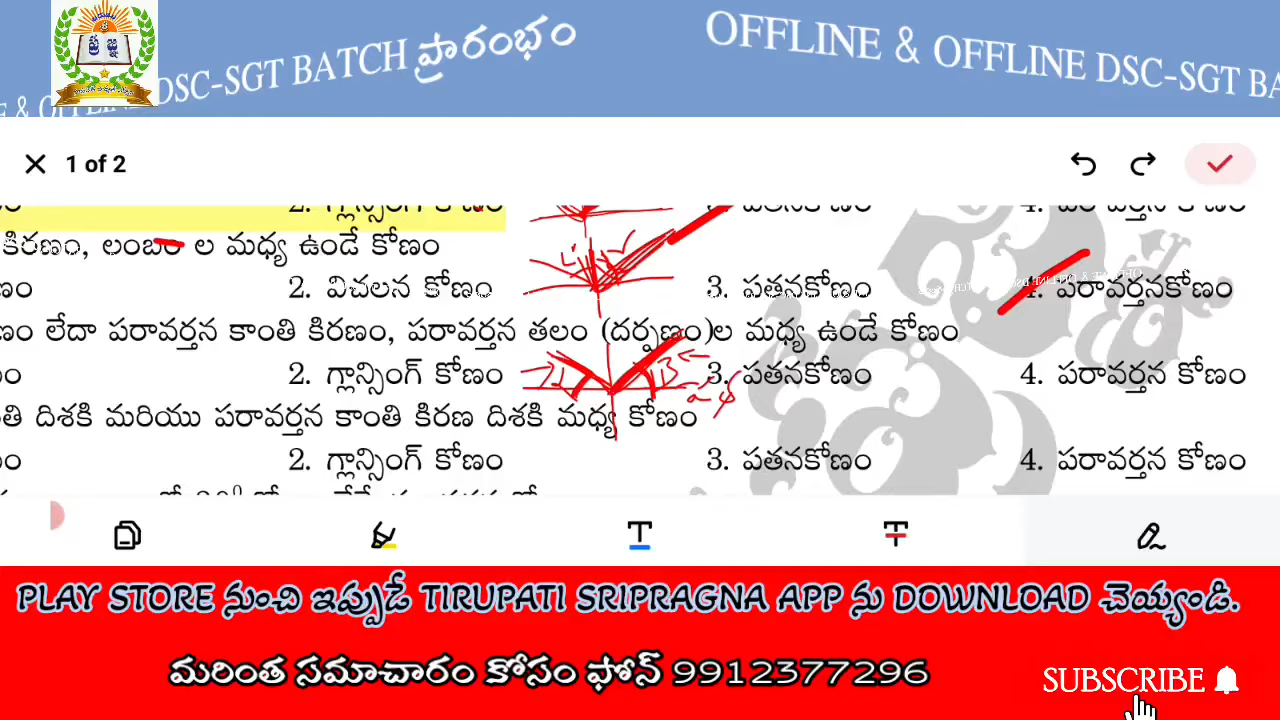 DSC-SGT BATCH ప్రారంభం
OFFLINE & OFFLINE DSC-SGT BA
1 of 2
2. గ్లాన్సింగ్ కోణం
కిరణం, లంబం ల మధ్య ఉండే కోణం
ణం 2. విచలన కోణం 3. పతనకోణం 4. పరావర్తనకోణం
ణం లేదా పరావర్తన కాంతి కిరణం, పరావర్తన తలం (దర్పణం)ల మధ్య ఉండే కోణం
ం 2. గ్లాన్సింగ్ కోణం 3. పతనకోణం 4. పరావర్తన కోణం
తి దిశకి మరియు పరావర్తన కాంతి కిరణ దిశకి మధ్య కోణం
ం 2. గ్లాన్సింగ్ కోణం 3. పతనకోణం 4. పరావర్తన కోణం
PLAY STORE నుంచి ఇప్పుడే TIRUPATI SRIPRAGNA APP ను DOWNLOAD చెయ్యండి.
మరింత సమాచారం కోసం ఫోన్ 9912377296
SUBSCRIBE